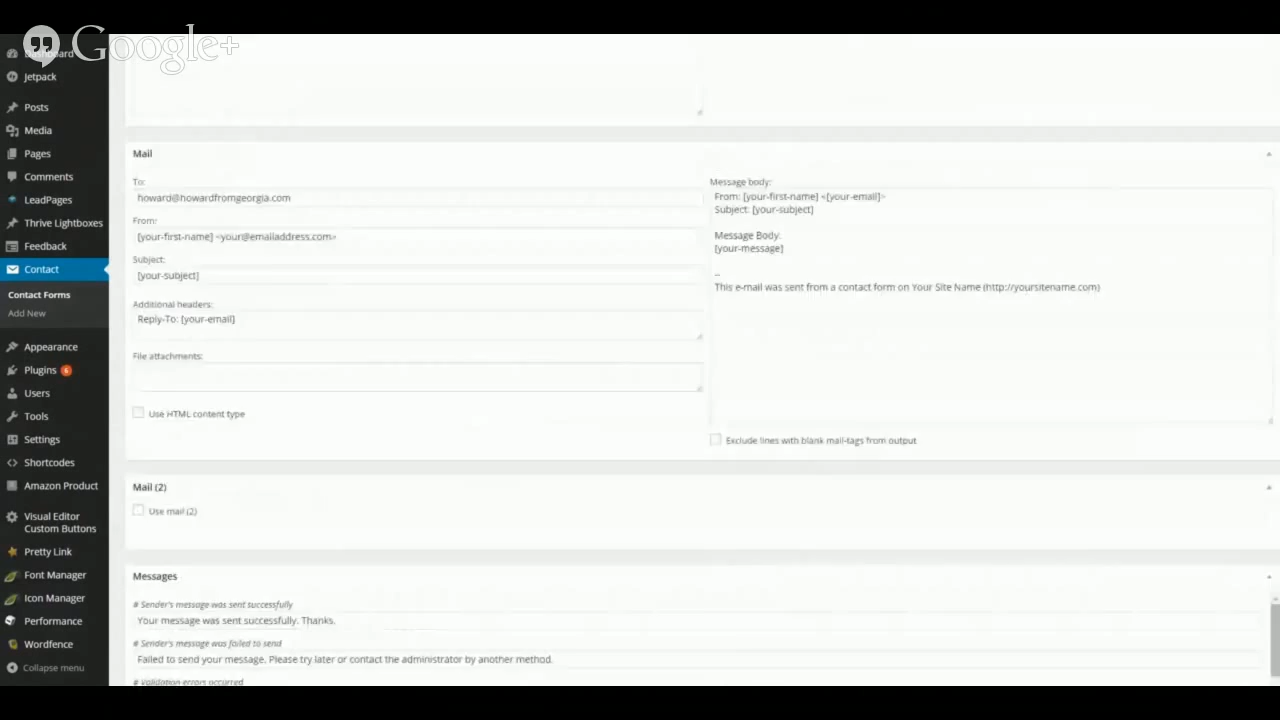 Google+
Dashboard
Jetpack
Posts
Media
Pages
Comments
LeadPages
Thrive Lightboxes
Feedback
Contact
Contact Forms
Add New
Appearance
Plugins 6
Users
Tools
Settings
Shortcodes
Amazon Product
Visual Editor
Custom Buttons
Pretty Link
Font Manager
Icon Manager
Performance
Wordfence
Collapse menu
Mail
To:
howard@howardfromgeorgia.com
From:
[your-first-name] <your@emailaddress.com>
Subject:
[your-subject]
Additional headers:
Reply-To: [your-email]
File attachments:
Use HTML content type
Message body:
From: [your-first-name] <[your-email]>
Subject: [your-subject]
Message Body:
[your-message]
--
This e-mail was sent from a contact form on Your Site Name (http://yoursitename.com)
Exclude lines with blank mail-tags from output
Mail (2)
Use mail (2)
Messages
# Sender's message was sent successfully
Your message was sent successfully. Thanks.
# Sender's message was failed to send
Failed to send your message. Please try later or contact the administrator by another method.
# Validation errors occurred